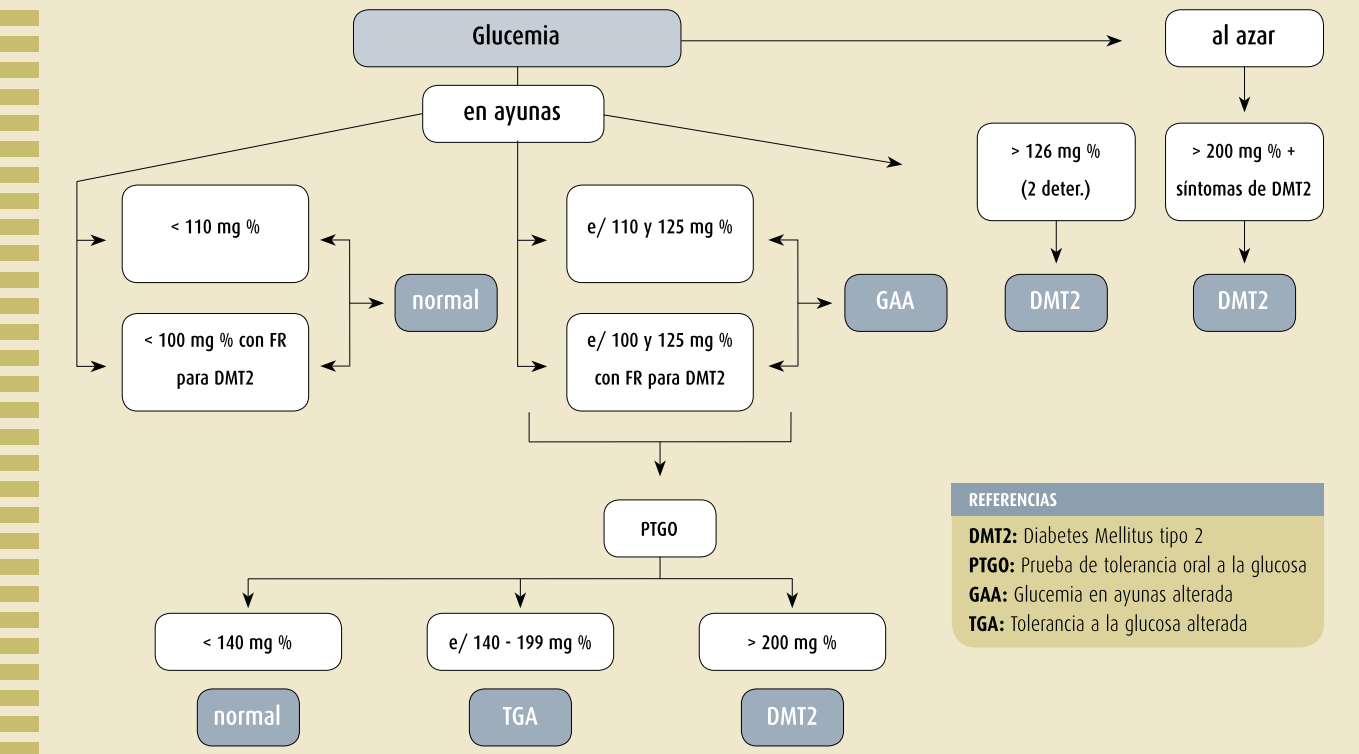 Glucemia
al azar
en ayunas
> 126 mg %
(2 deter.)
> 200 mg % +
síntomas de DMT2
< 110 mg %
e/ 110 y 125 mg %
normal
GAA
DMT2
DMT2
< 100 mg % con FR
para DMT2
e/ 100 y 125 mg %
con FR para DMT2
PTGO
< 140 mg %
e/ 140 - 199 mg %
> 200 mg %
normal
TGA
DMT2
REFERENCIAS
DMT2: Diabetes Mellitus tipo 2
PTGO: Prueba de tolerancia oral a la glucosa
GAA: Glucemia en ayunas alterada
TGA: Tolerancia a la glucosa alterada